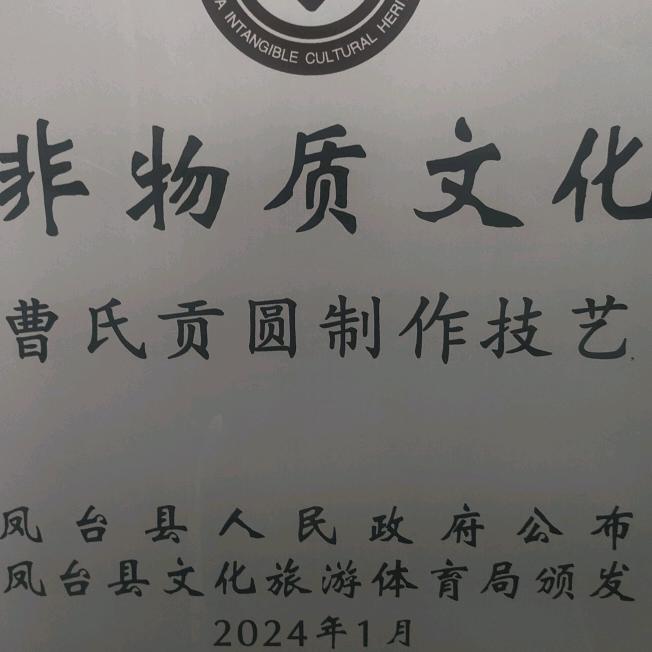 A INTANGIBLE CULTURAL HERI
非物质文化
曹氏贡圆制作技艺
凤台县人民政府公布
凤台县文化旅游体育局颁发
2024年1月